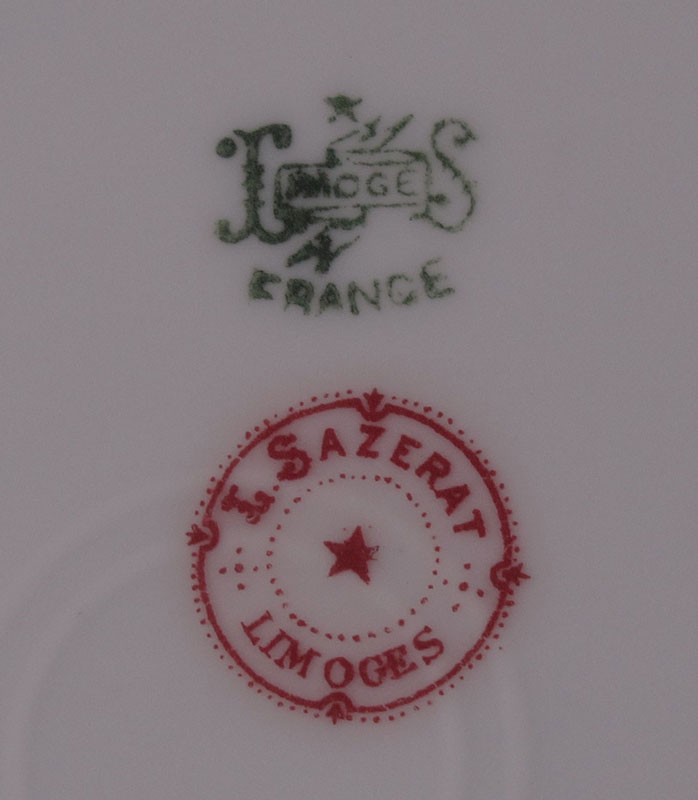 L S
LIMOGES
FRANCE
L SAZERAT
LIMOGES